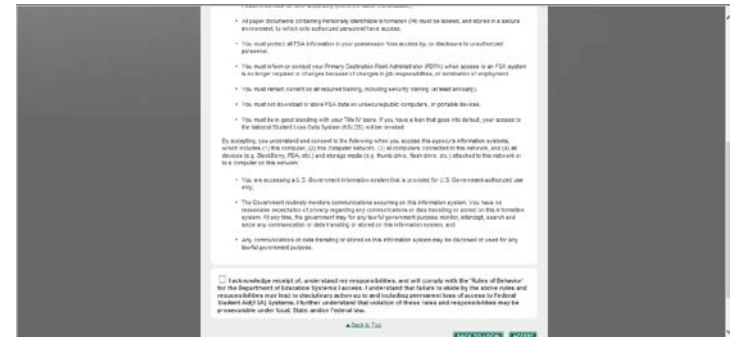 • All paper documents containing Personally Identifiable Information (PII) must be labeled, and stored in a secure
environment, to which only authorized personnel have access.
• You must protect all FSA information in your possession from access by, or disclosure to unauthorized
personnel.
• You must inform or contact your Primary Destination Point Administrator (PDPA) when access to an FSA system
is no longer required or changes because of changes in job responsibilities, or termination of employment.
• You must remain current on all required training, including security training (at least annually).
• You must not download or store FSA data on unsecure/public computers, or portable devices.
• You must be in good standing with your Title IV loans. If you have a loan that goes into default, your access to
the National Student Loan Data System (NSLDS) will be revoked.
By accepting, you understand and consent to the following when you access this agency's information systems,
which includes (1) this computer, (2) this computer network, (3) all computers connected to this network, and (4) all
devices (e.g. BlackBerry, PDA, etc.) and storage media (e.g. thumb drive, flash drive, etc.) attached to this network or
to a computer on this network:
• You are accessing a U.S. Government information system that is provided for U.S. Government-authorized use
only;
• The Government routinely monitors communications occurring on this information system. You have no
reasonable expectation of privacy regarding any communications or data transiting or stored on this information
system. At any time, the government may for any lawful government purpose monitor, intercept, search and
seize any communication or data transiting or stored on this information system; and
• Any communications or data transiting or stored on this information system may be disclosed or used for any
lawful government purpose.
I acknowledge receipt of, understand my responsibilities, and will comply with the "Rules of Behavior"
for the Department of Education Systems I access. I understand that failure to abide by the above rules and
responsibilities may lead to disciplinary action up to and including permanent loss of access to Federal
Student Aid(FSA) Systems. I further understand that violation of these rules and responsibilities may be
prosecutable under local, State, and/or Federal law.
Back to Top
BACK TO LOGIN ACCEPT